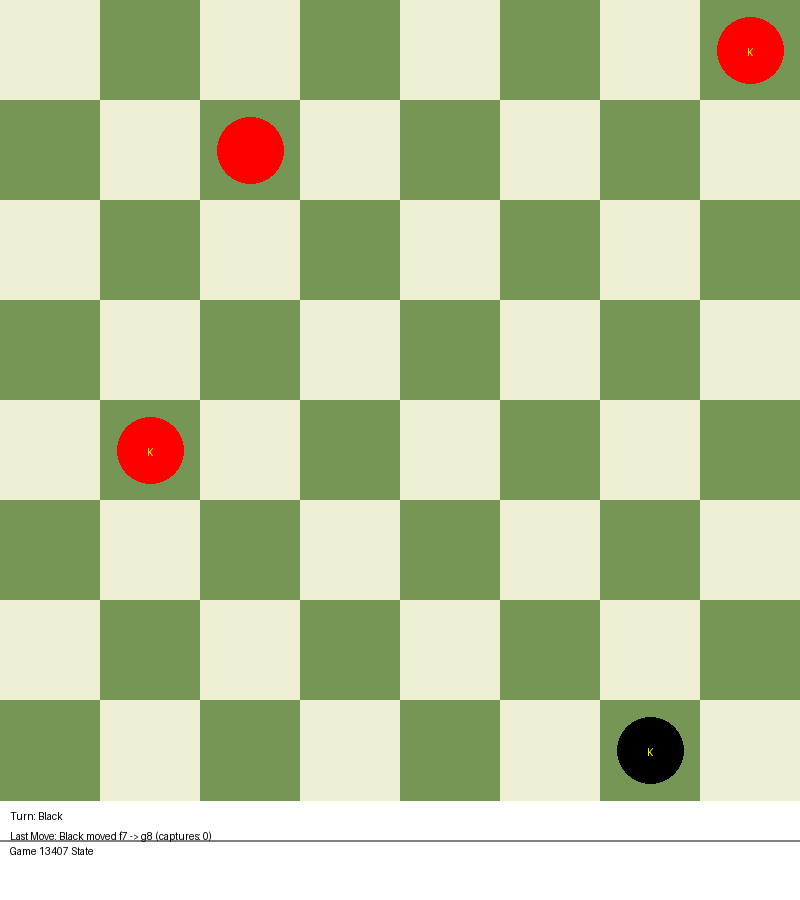 K
K
K
Turn: Black
Last Move: Black moved f7 -> g8 (captures: 0)
Game 13407 State